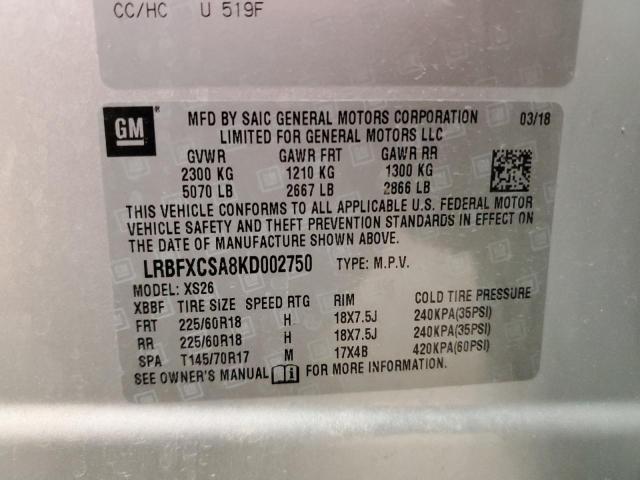 CC/HC U 519F
GM ®
MFD BY SAIC GENERAL MOTORS CORPORATION 03/18
LIMITED FOR GENERAL MOTORS LLC
GVWR GAWR FRT GAWR RR
2300 KG 1210 KG 1300 KG
5070 LB 2667 LB 2866 LB
THIS VEHICLE CONFORMS TO ALL APPLICABLE U.S. FEDERAL MOTOR
VEHICLE SAFETY AND THEFT PREVENTION STANDARDS IN EFFECT ON
THE DATE OF MANUFACTURE SHOWN ABOVE.
LRBFXCSA8KD002750 TYPE: M.P.V.
MODEL: XS26
XBBF TIRE SIZE SPEED RTG RIM COLD TIRE PRESSURE
FRT 225/60R18 H 18X7.5J 240KPA(35PSI)
RR 225/60R18 H 18X7.5J 240KPA(35PSI)
SPA T145/70R17 M 17X4B 420KPA(60PSI)
SEE OWNER'S MANUAL i FOR MORE INFORMATION.